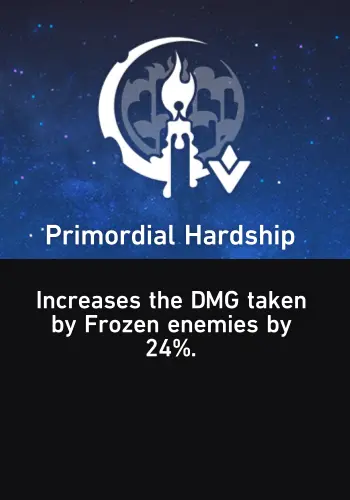 Primordial Hardship
Increases the DMG taken
by Frozen enemies by
24%.